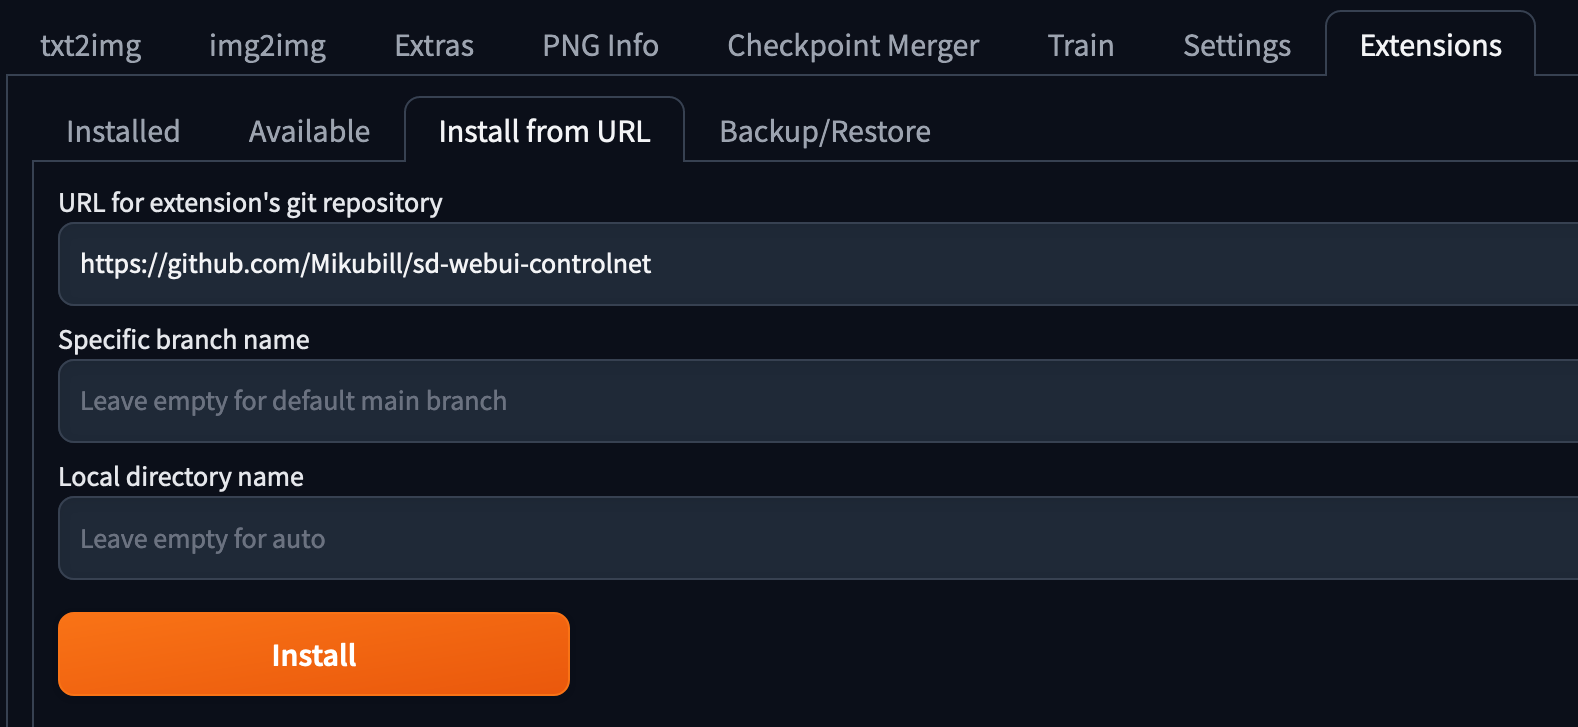 txt2img img2img Extras PNG Info Checkpoint Merger Train Settings Extensions
Installed Available Install from URL Backup/Restore
URL for extension's git repository
https://github.com/Mikubill/sd-webui-controlnet
Specific branch name
Leave empty for default main branch
Local directory name
Leave empty for auto
Install